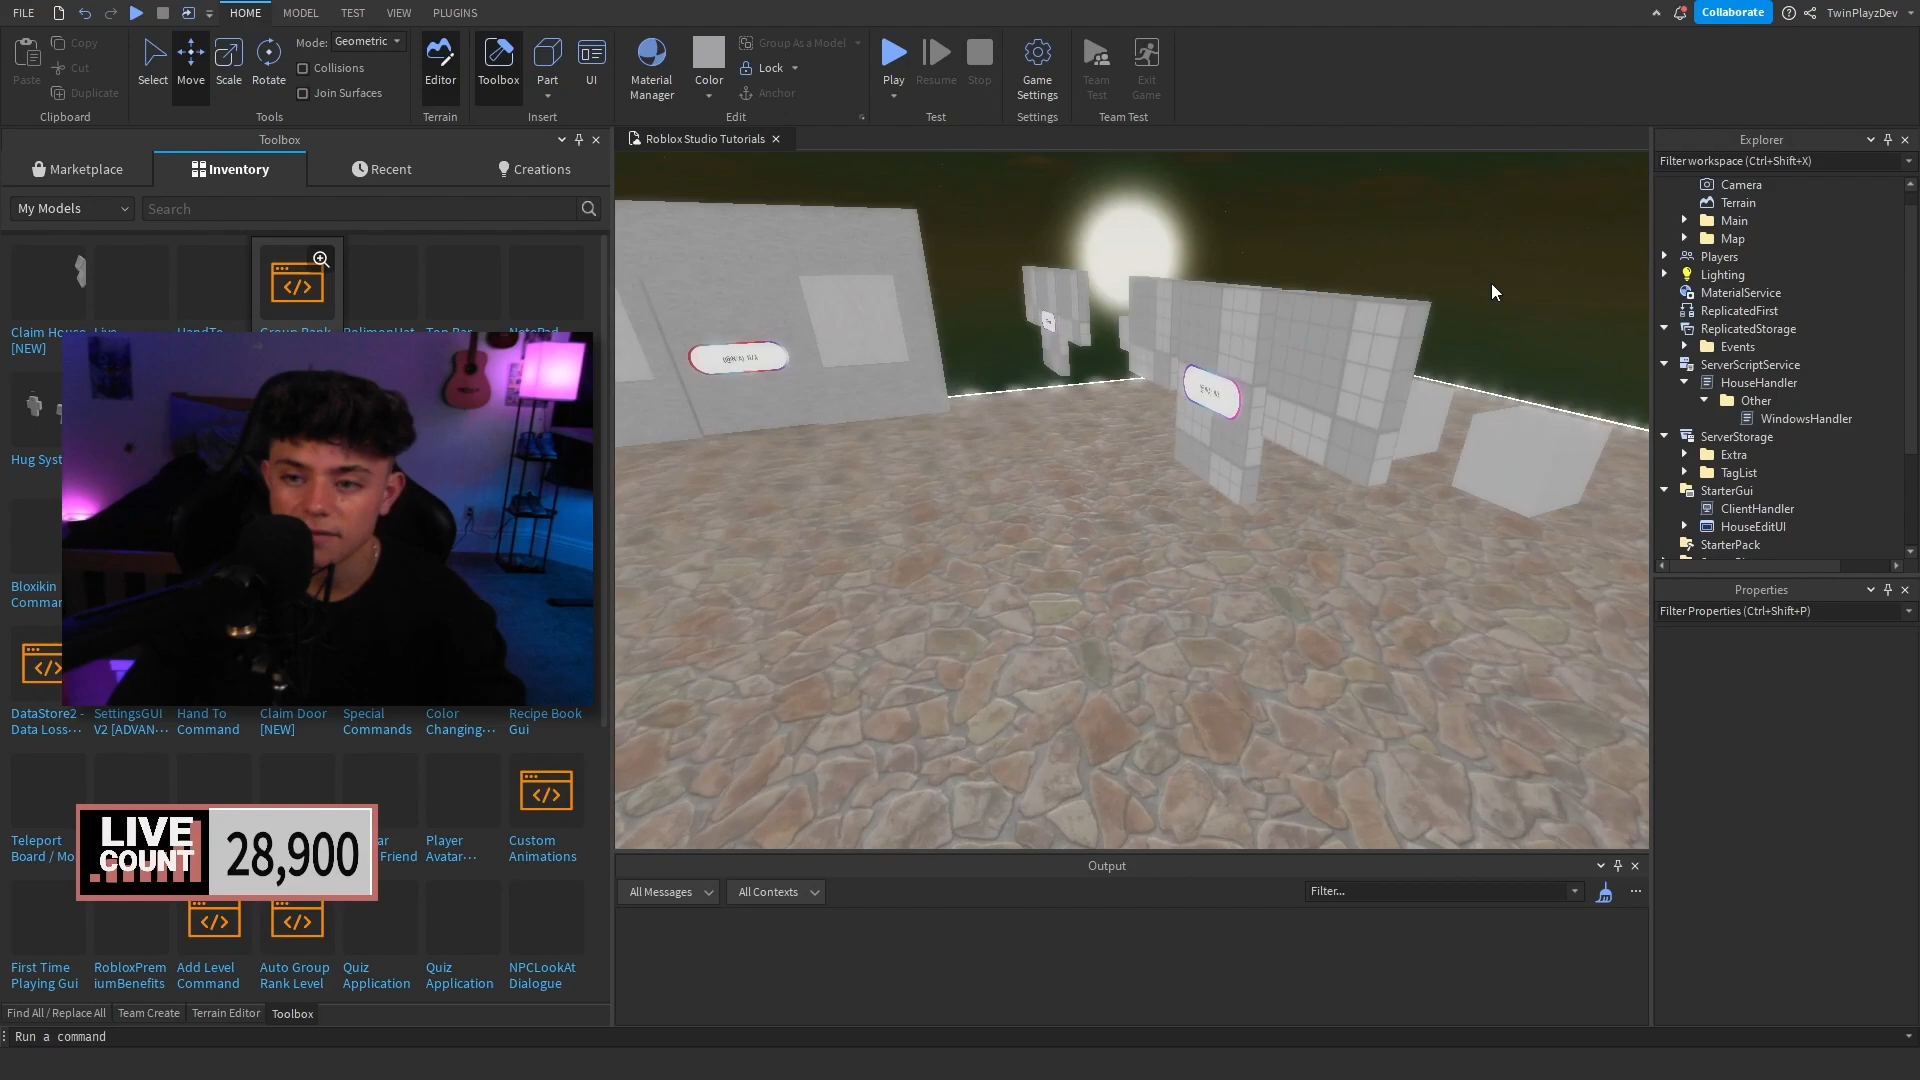 FILE
HOME
MODEL
TEST
VIEW
PLUGINS
Collaborate
TwinPlayzDev
Paste
Copy
Cut
Duplicate
Clipboard
Select
Move
Scale
Rotate
Mode: Geometric
Collisions
Join Surfaces
Tools
Editor
Terrain
Toolbox
Part
UI
Insert
Material
Manager
Color
Group As a Model
Lock
Anchor
Edit
Play
Resume
Stop
Test
Game
Settings
Settings
Team
Test
Exit
Game
Team Test
Toolbox
Marketplace
Inventory
Recent
Creations
My Models
Search
Claim House
[NEW]
HandTo
Group Rank
Top Bar
NotePad
Hug Syst
Bloxikin
Comman
DataStore2 -
Data Loss···
SettingsGUI
V2 [ADVAN···
Hand To
Command
Claim Door
[NEW]
Special
Commands
Color
Changing···
Recipe Book
Gui
Teleport
Board / Mo
LIVE
COUNT
28,900
Friend
Player
Avatar···
Custom
Animations
First Time
Playing Gui
RobloxPrem
iumBenefits
Add Level
Command
Auto Group
Rank Level
Quiz
Application
Quiz
Application
NPCLookAt
Dialogue
Find All / Replace All
Team Create
Terrain Editor
Toolbox
Run a command
Roblox Studio Tutorials
Output
All Messages
All Contexts
Filter...
Explorer
Filter workspace (Ctrl+Shift+X)
Camera
Terrain
Main
Map
Players
Lighting
MaterialService
ReplicatedFirst
ReplicatedStorage
Events
ServerScriptService
HouseHandler
Other
WindowsHandler
ServerStorage
Extra
TagList
StarterGui
ClientHandler
HouseEditUI
StarterPack
Properties
Filter Properties (Ctrl+Shift+P)